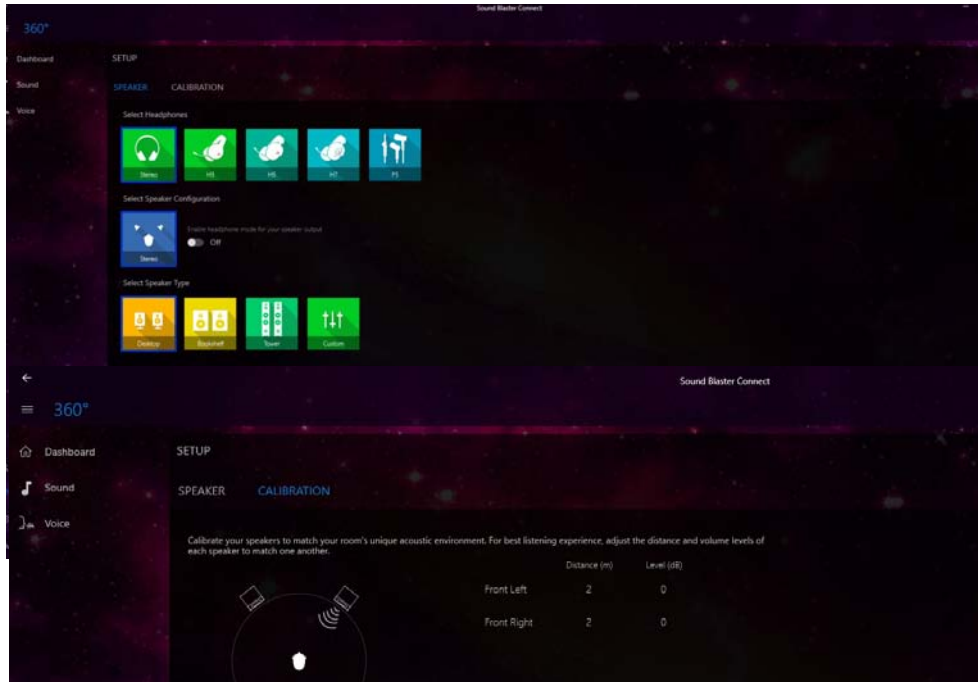 Sound Blaster Connect
360°
Dashboard
SETUP
Sound
SPEAKER CALIBRATION
Voice
Select Headphones
Stereo H5 H6 H7 P5
Select Speaker Configuration
Enable headphone mode for your speaker output
Off
Stereo
Select Speaker Type
Desktop Bookshelf Tower Custom
Sound Blaster Connect
360°
Dashboard
SETUP
Sound
SPEAKER CALIBRATION
Voice
Calibrate your speakers to match your room's unique acoustic environment. For best listening experience, adjust the distance and volume levels of
each speaker to match one another.
Distance (m) Level (dB)
Front Left 2 0
Front Right 2 0